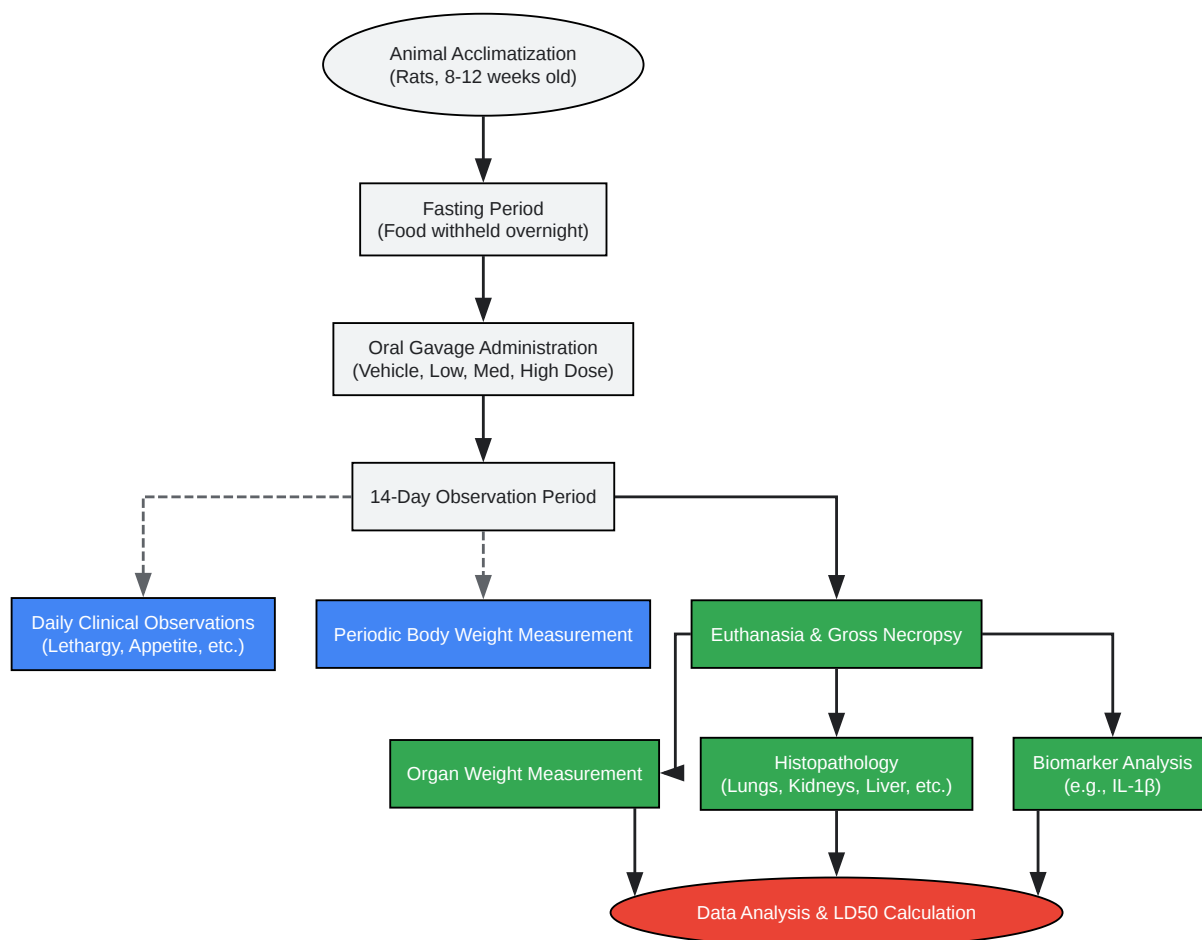 Animal Acclimatization
(Rats, 8-12 weeks old)
Fasting Period
(Food withheld overnight)
Oral Gavage Administration
(Vehicle, Low, Med, High Dose)
14-Day Observation Period
Daily Clinical Observations
(Lethargy, Appetite, etc.)
Periodic Body Weight Measurement
Euthanasia & Gross Necropsy
Organ Weight Measurement
Histopathology
(Lungs, Kidneys, Liver, etc.)
Biomarker Analysis
(e.g., IL-1β)
Data Analysis & LD50 Calculation